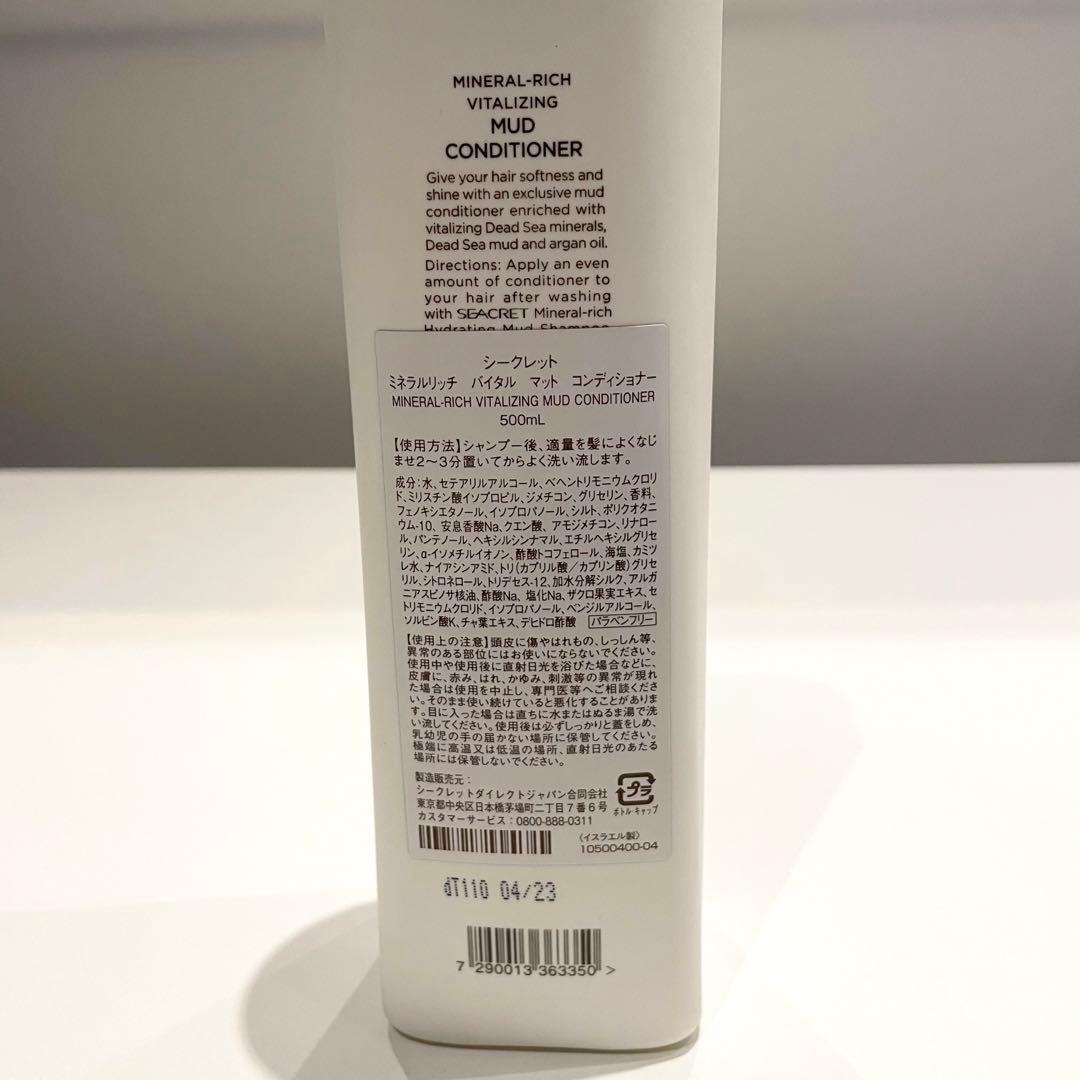 MINERAL-RICH
VITALIZING
MUD
CONDITIONER
Give your hair softness and
shine with an exclusive mud
conditioner enriched with
vitalizing Dead Sea minerals,
Dead Sea mud and argan oil.
Directions: Apply an even
amount of conditioner to
your hair after washing
with SEACRET Mineral-rich
Hydrating Mud Shampoo
シークレット
ミネラルリッチ バイタル マット コンディショナー
MINERAL-RICH VITALIZING MUD CONDITIONER
500mL
【使用方法】シャンプー後、適量を髪によくなじ
ませ2〜3分置いてからよく洗い流します。
成分:水、セテアリルアルコール、ベヘントリモニウムクロリ
ド、ミリスチン酸イソプロピル、ジメチコン、グリセリン、香料、
フェノキシエタノール、イソプロパノール、シルト、ポリクオタニ
ウム-10、安息香酸Na、クエン酸、アモジメチコン、リナロー
ル、パンテノール、ヘキシルシンナマル、エチルヘキシルグリセ
リン、α-イソメチルイオノン、酢酸トコフェロール、海塩、カミツ
レ水、ナイアシンアミド、トリ(カプリル酸/カプリン酸)グリセ
リル、シトロネロール、トリデセス-12、加水分解シルク、アルガ
ニアスピノサ核油、酢酸Na、塩化Na、ザクロ果実エキス、セ
トリモニウムクロリド、イソプロパノール、ベンジルアルコール、
ソルビン酸K、チャ葉エキス、デヒドロ酢酸 パラベンフリー
【使用上の注意】頭皮に傷やはれもの、しっしん等、
異常のある部位にはお使いにならないでください。
使用中や使用後に直射日光を浴びた場合などに、
皮膚に、赤み、はれ、かゆみ、刺激等の異常が現れ
た場合は使用を中止し、専門医等へご相談くださ
い。そのまま使い続けていると悪化することがありま
す。目に入った場合は直ちに水またはぬるま湯で洗
い流してください。使用後は必ずしっかりと蓋をしめ、
乳幼児の手の届かない場所に保管してください。
極端に高温又は低温の場所、直射日光のあたる
場所には保管しないでください。
製造販売元:
シークレットダイレクトジャパン合同会社
東京都中央区日本橋茅場町二丁目7番6号
カスタマーサービス:0800-888-0311
プラ
ボトル・キャップ
〈イスラエル製〉
10500400-04
dT110 04/23
7 290013 363350 >